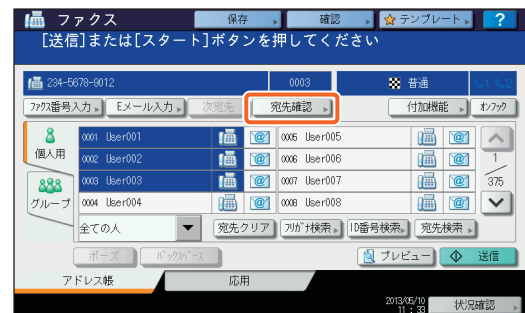 ファクス 保存 確認 テンプレート ?
[送信]または[スタート]ボタンを押してください
234-5678-9012 0003 普通 1 2
ファクス番号入力 Eメール入力 次宛先 宛先確認 付加機能 オンフック
個人用
グループ
0001 User001 0005 User005
0002 User002 0006 User006
0003 User003 0007 User007
0004 User004 0008 User008
1
375
全ての人 宛先クリア フリガナ検索 ID番号検索 宛先検索
ポーズ バックスペース プレビュー 送信
アドレス帳 応用
2013/05/10
11 : 33 状況確認